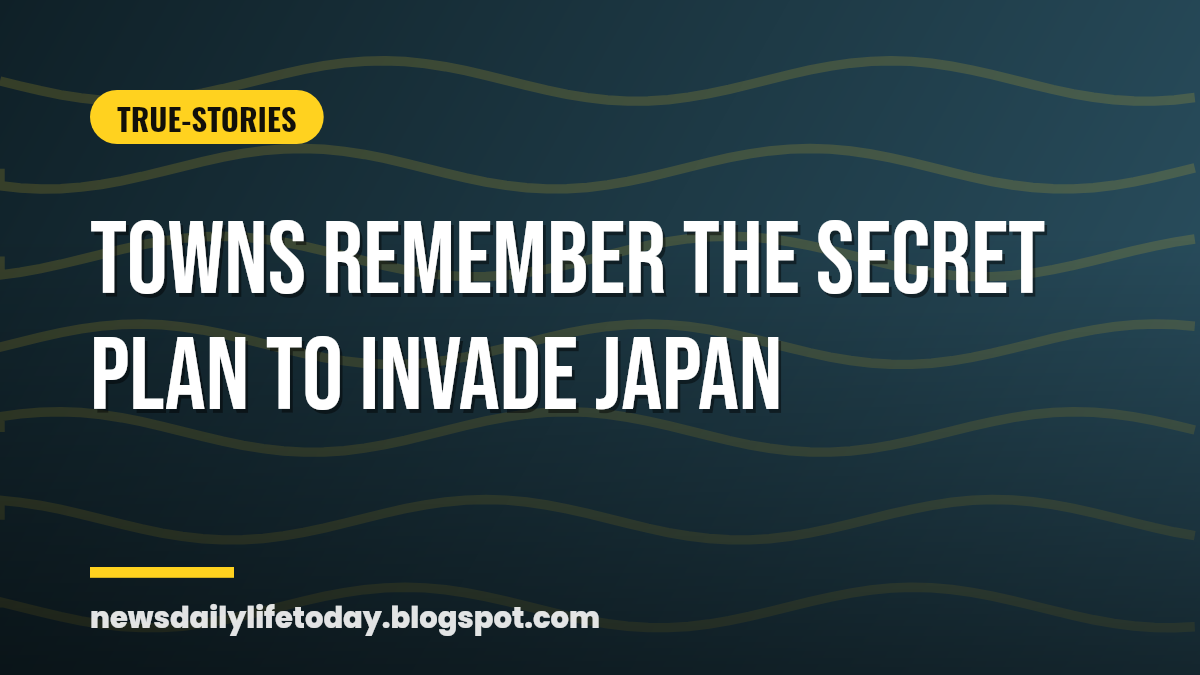 TRUE-STORIES
TOWNS REMEMBER THE SECRET
PLAN TO INVADE JAPAN
newsdailylifetoday.blogspot.com